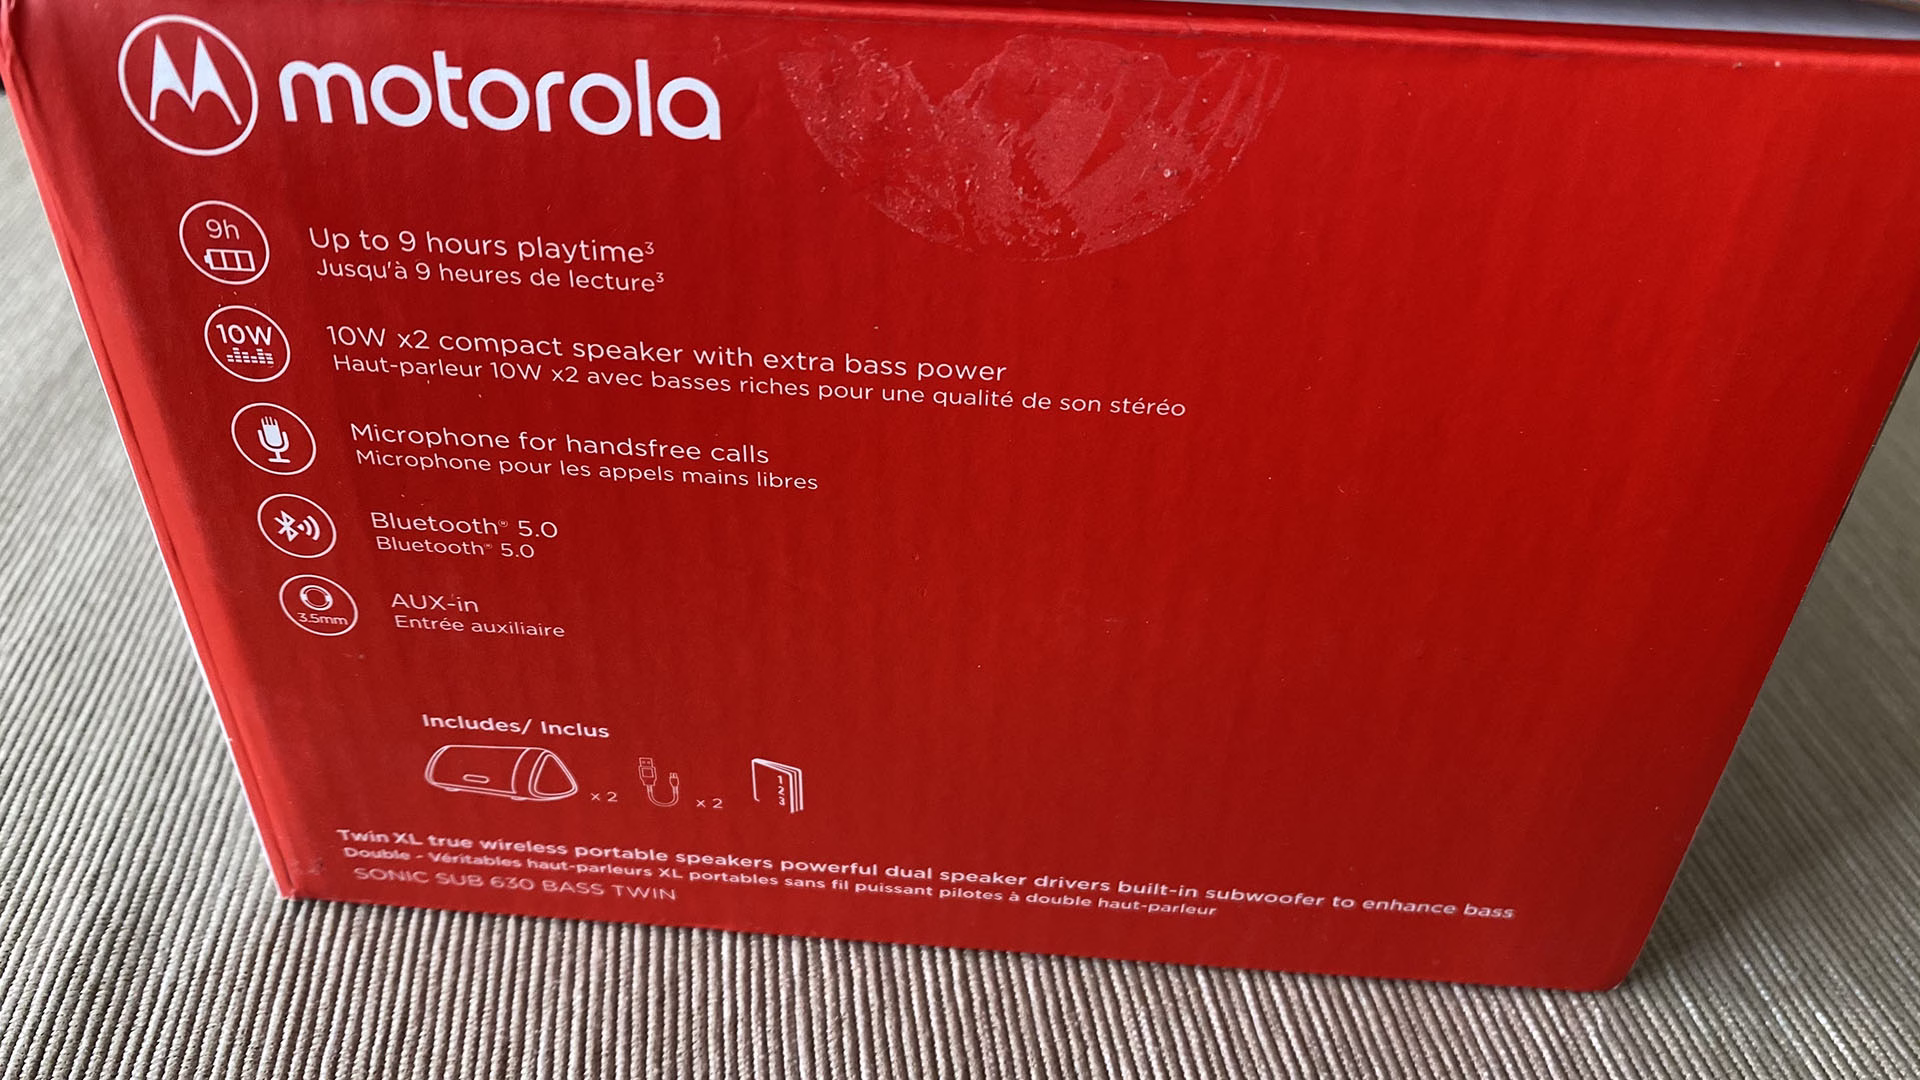 motorola
9h
Up to 9 hours playtime³
Jusqu'à 9 heures de lecture³
10W
10W x2 compact speaker with extra bass power
Haut-parleur 10W x2 avec basses riches pour une qualité de son stéréo
Microphone for handsfree calls
Microphone pour les appels mains libres
Bluetooth® 5.0
Bluetooth® 5.0
3.5mm
AUX-in
Entrée auxiliaire
Includes/ Inclus
x 2
x 2
1
2
3
Twin XL true wireless portable speakers powerful dual speaker drivers built-in subwoofer to enhance bass
Double - Véritables haut-parleurs XL portables sans fil puissant pilotes à double haut-parleur
SONIC SUB 630 BASS TWIN